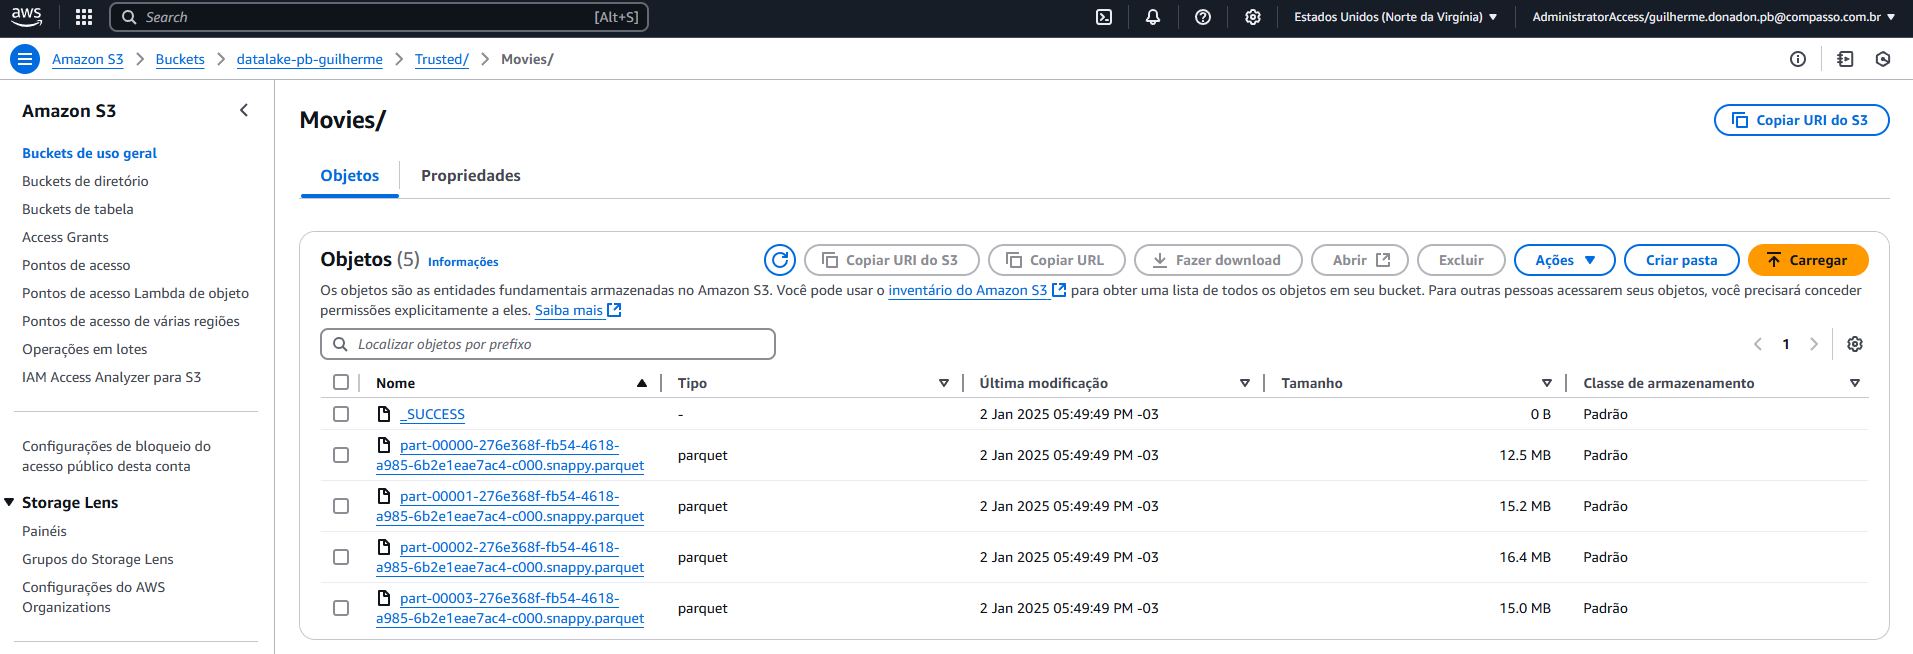 aws
Search
[Alt+S]
Estados Unidos (Norte da Virgínia)
AdministratorAccess/guilherme.donadon.pb@compasso.com.br
Amazon S3
Buckets
datalake-pb-guilherme
Trusted/
Movies/
Amazon S3
Buckets de uso geral
Buckets de diretório
Buckets de tabela
Access Grants
Pontos de acesso
Pontos de acesso Lambda de objeto
Pontos de acesso de várias regiões
Operações em lotes
IAM Access Analyzer para S3
Configurações de bloqueio do
acesso público desta conta
Storage Lens
Painéis
Grupos do Storage Lens
Configurações do AWS
Organizations
Movies/
Copiar URI do S3
Objetos
Propriedades
Objetos (5) Informações
Copiar URI do S3
Copiar URL
Fazer download
Abrir
Excluir
Ações
Criar pasta
Carregar
Os objetos são as entidades fundamentais armazenadas no Amazon S3. Você pode usar o inventário do Amazon S3 para obter uma lista de todos os objetos em seu bucket. Para outras pessoas acessarem seus objetos, você precisará conceder
permissões explicitamente a eles. Saiba mais
Localizar objetos por prefixo
1
Nome
Tipo
Última modificação
Tamanho
Classe de armazenamento
_SUCCESS
-
2 Jan 2025 05:49:49 PM -03
0 B
Padrão
part-00000-276e368f-fb54-4618-
a985-6b2e1eae7ac4-c000.snappy.parquet
parquet
2 Jan 2025 05:49:49 PM -03
12.5 MB
Padrão
part-00001-276e368f-fb54-4618-
a985-6b2e1eae7ac4-c000.snappy.parquet
parquet
2 Jan 2025 05:49:49 PM -03
15.2 MB
Padrão
part-00002-276e368f-fb54-4618-
a985-6b2e1eae7ac4-c000.snappy.parquet
parquet
2 Jan 2025 05:49:49 PM -03
16.4 MB
Padrão
part-00003-276e368f-fb54-4618-
a985-6b2e1eae7ac4-c000.snappy.parquet
parquet
2 Jan 2025 05:49:49 PM -03
15.0 MB
Padrão